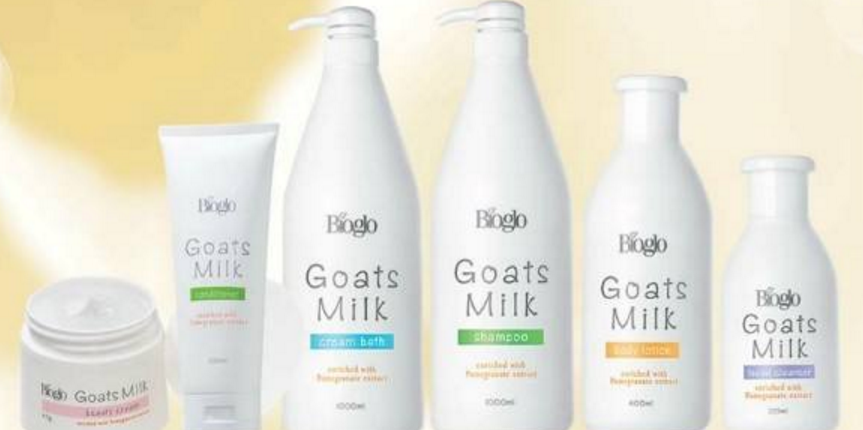 Bioglo
Goats Milk
beauty cream
Bioglo
Goats
Milk
conditioner
enriched with
Pomegranate extract
Bioglo
Goats
Milk
cream bath
enriched with
Pomegranate extract
1000ml
Bioglo
Goats
Milk
shampoo
enriched with
Pomegranate extract
1000ml
Bioglo
Goats
Milk
body lotion
enriched with
Pomegranate extract
400ml
Bioglo
Goats
Milk
facial cleanser
enriched with
Pomegranate extract